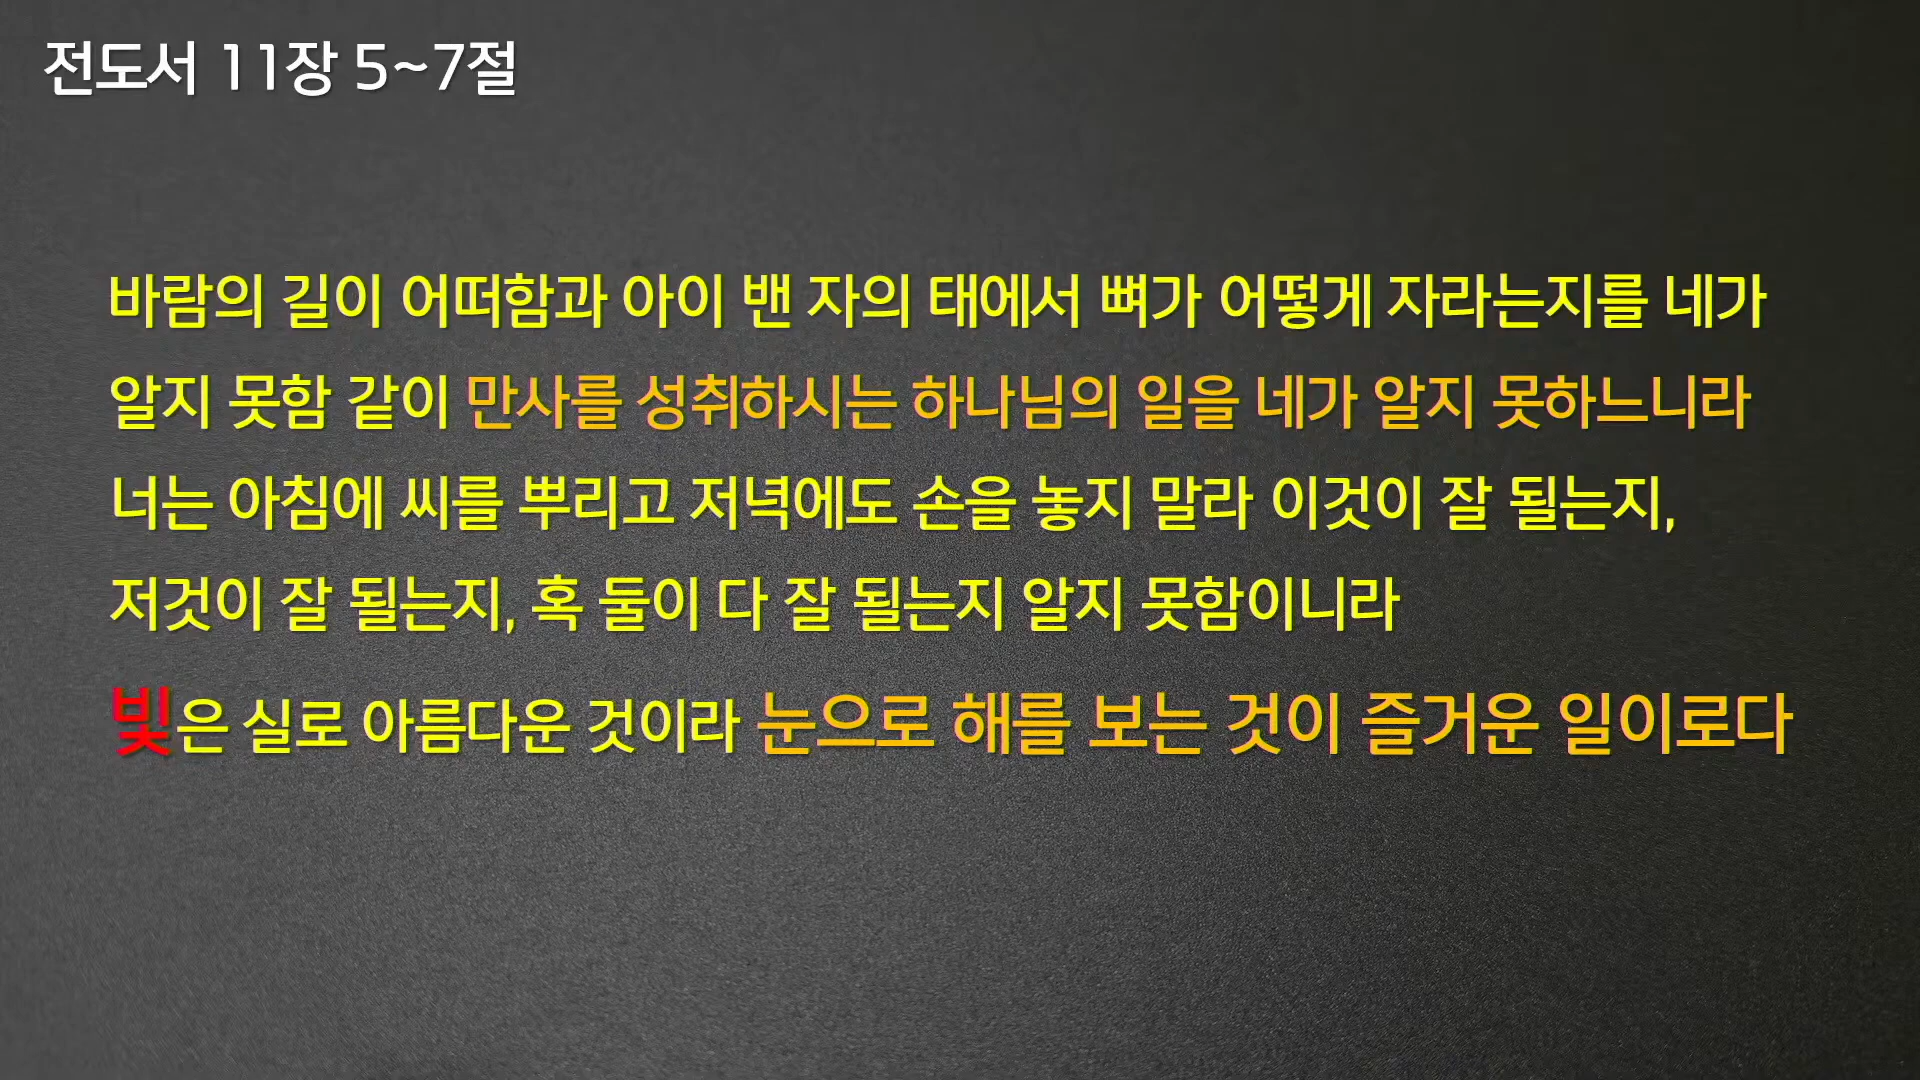 전도서 11장 5~7절
바람의 길이 어떠함과 아이 밴 자의 태에서 뼈가 어떻게 자라는지를 네가
알지 못함 같이 만사를 성취하시는 하나님의 일을 네가 알지 못하느니라
너는 아침에 씨를 뿌리고 저녁에도 손을 놓지 말라 이것이 잘 될는지,
저것이 잘 될는지, 혹 둘이 다 잘 될는지 알지 못함이니라
빛은 실로 아름다운 것이라 눈으로 해를 보는 것이 즐거운 일이로다